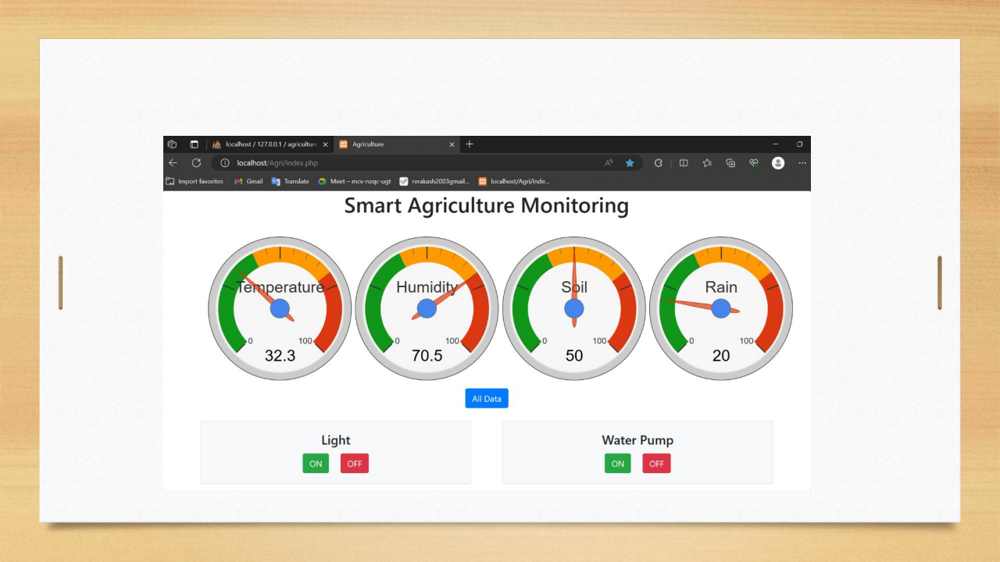 localhost / 127.0.0.1 / agriculture
Agriculture
localhost/Agri/index.php
Import favorites
Gmail
Translate
Meet – mcv-nzqc-ugt
rvrakash2003gmail...
localhost/Agri/inde...
Smart Agriculture Monitoring
Temperature
0
100
32.3
Humidity
0
100
70.5
Soil
0
100
50
Rain
0
100
20
All Data
Light
ON OFF
Water Pump
ON OFF